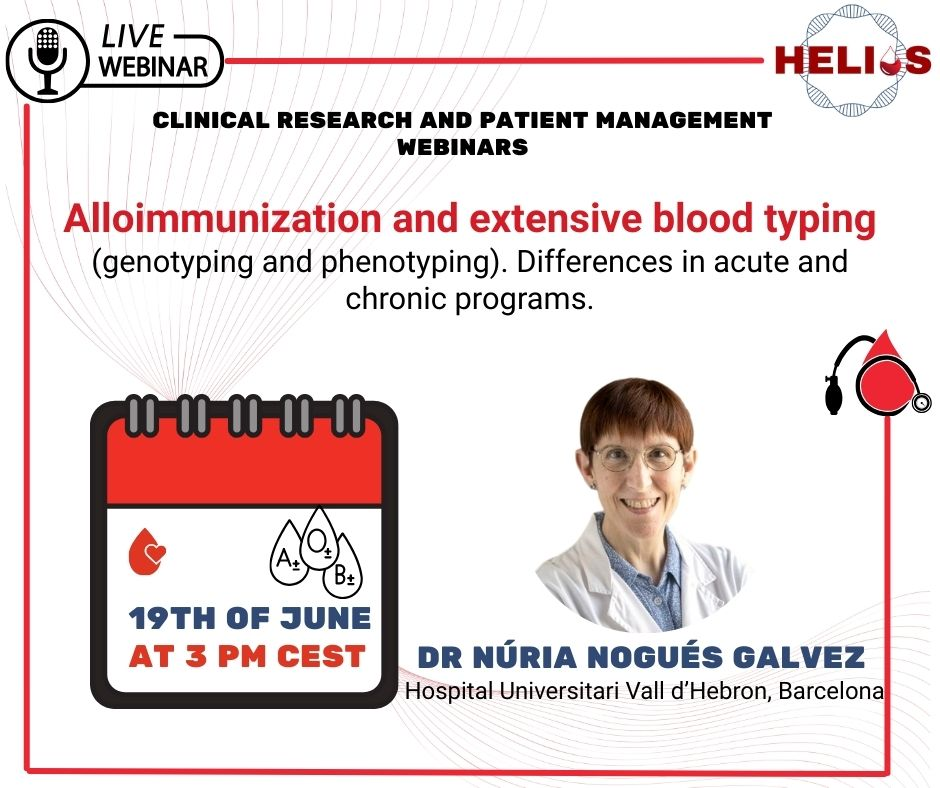 LIVE
WEBINAR
HELIOS
CLINICAL RESEARCH AND PATIENT MANAGEMENT
WEBINARS
Alloimmunization and extensive blood typing
(genotyping and phenotyping). Differences in acute and
chronic programs.
A± O± B±
19TH OF JUNE
AT 3 PM CEST
DR NÚRIA NOGUÉS GALVEZ
Hospital Universitari Vall d’Hebron, Barcelona